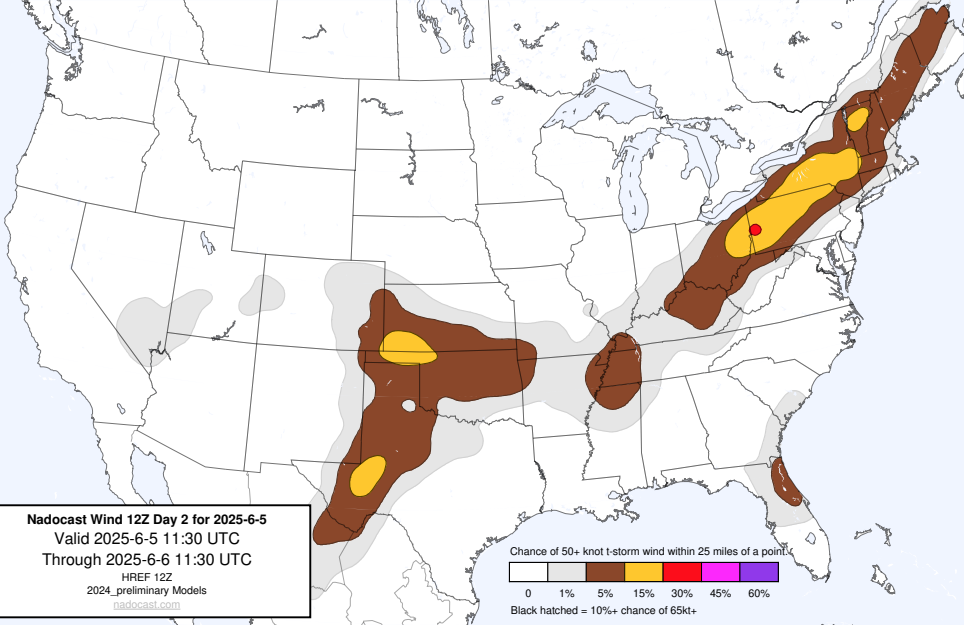 Nadocast Wind 12Z Day 2 for 2025-6-5
Valid 2025-6-5 11:30 UTC
Through 2025-6-6 11:30 UTC
HREF 12Z
2024_preliminary Models
nadocast.com
Chance of 50+ knot t-storm wind within 25 miles of a point.
0 1% 5% 15% 30% 45% 60%
Black hatched = 10%+ chance of 65kt+